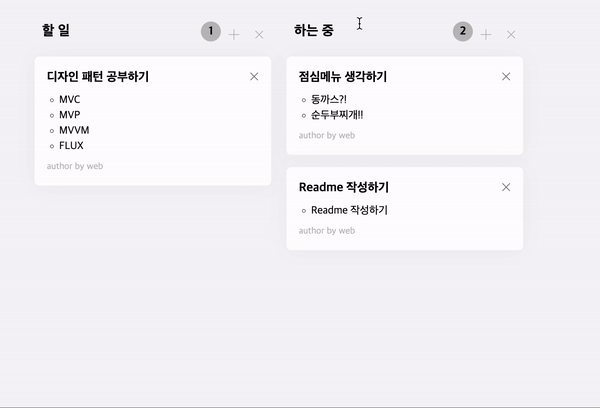 할 일
1
디자인 패턴 공부하기
MVC
MVP
MVVM
FLUX
author by web
하는 중
2
점심메뉴 생각하기
동까스?!
순두부찌개!!
author by web
Readme 작성하기
Readme 작성하기
author by web